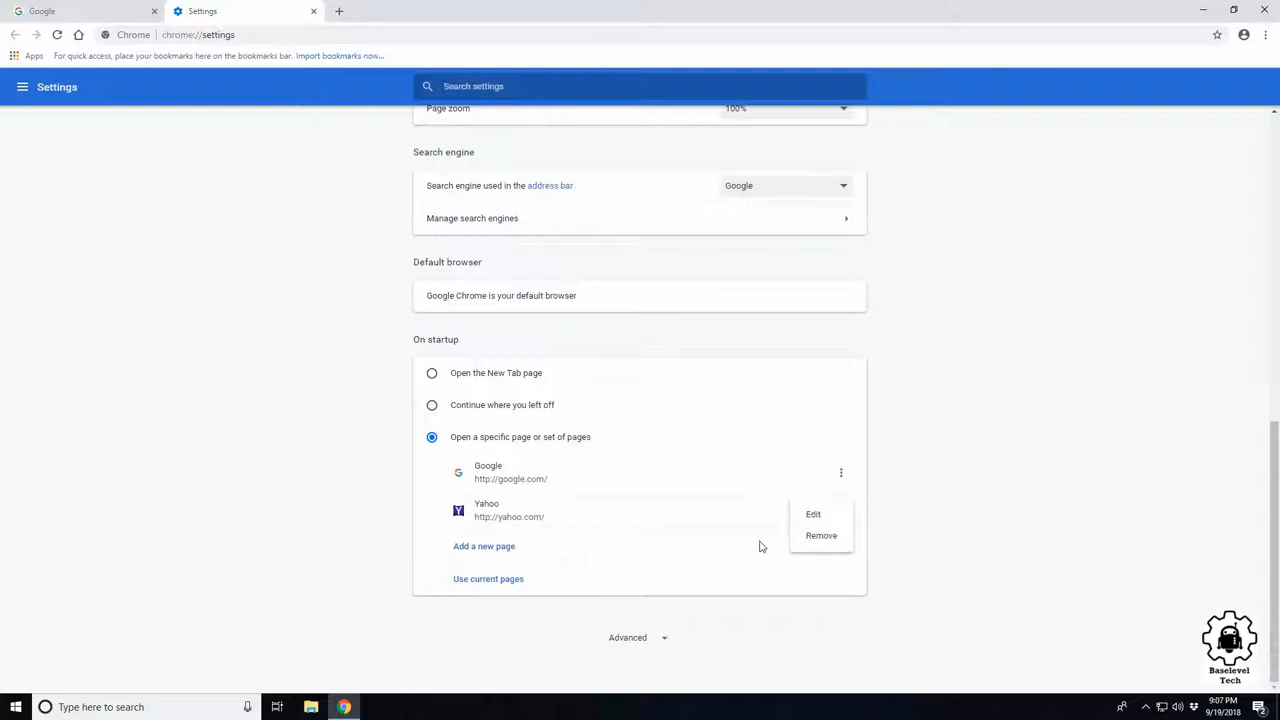 Google
Settings
Chrome | chrome://settings
Apps For quick access, place your bookmarks here on the bookmarks bar. Import bookmarks now...
Settings
Search settings
Page zoom
100%
Search engine
Search engine used in the address bar
Google
Manage search engines
Default browser
Google Chrome is your default browser
On startup
Open the New Tab page
Continue where you left off
Open a specific page or set of pages
Google
http://google.com/
Yahoo
http://yahoo.com/
Edit
Remove
Add a new page
Use current pages
Advanced
Baselevel
Tech
Type here to search
9:07 PM
9/19/2018
2